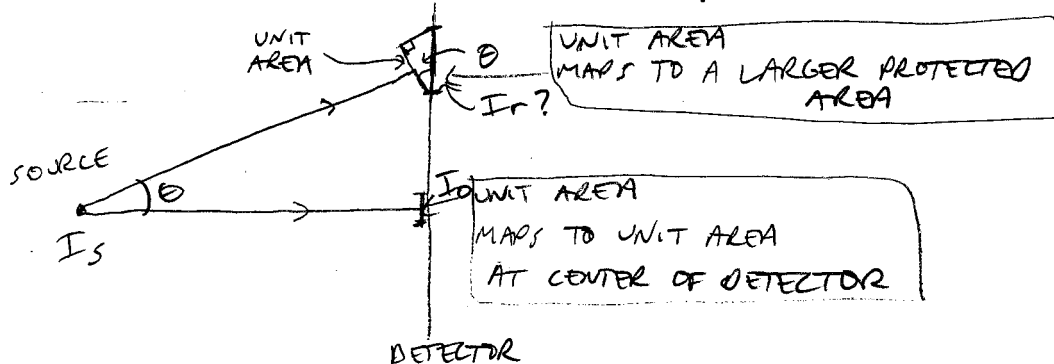 UNIT
AREA
θ
Ir?
UNIT AREA
MAPS TO A LARGER PROTECTED
AREA
SOURCE
θ
Is
I0
UNIT AREA
MAPS TO UNIT AREA
AT CENTER OF DETECTOR
DETECTOR